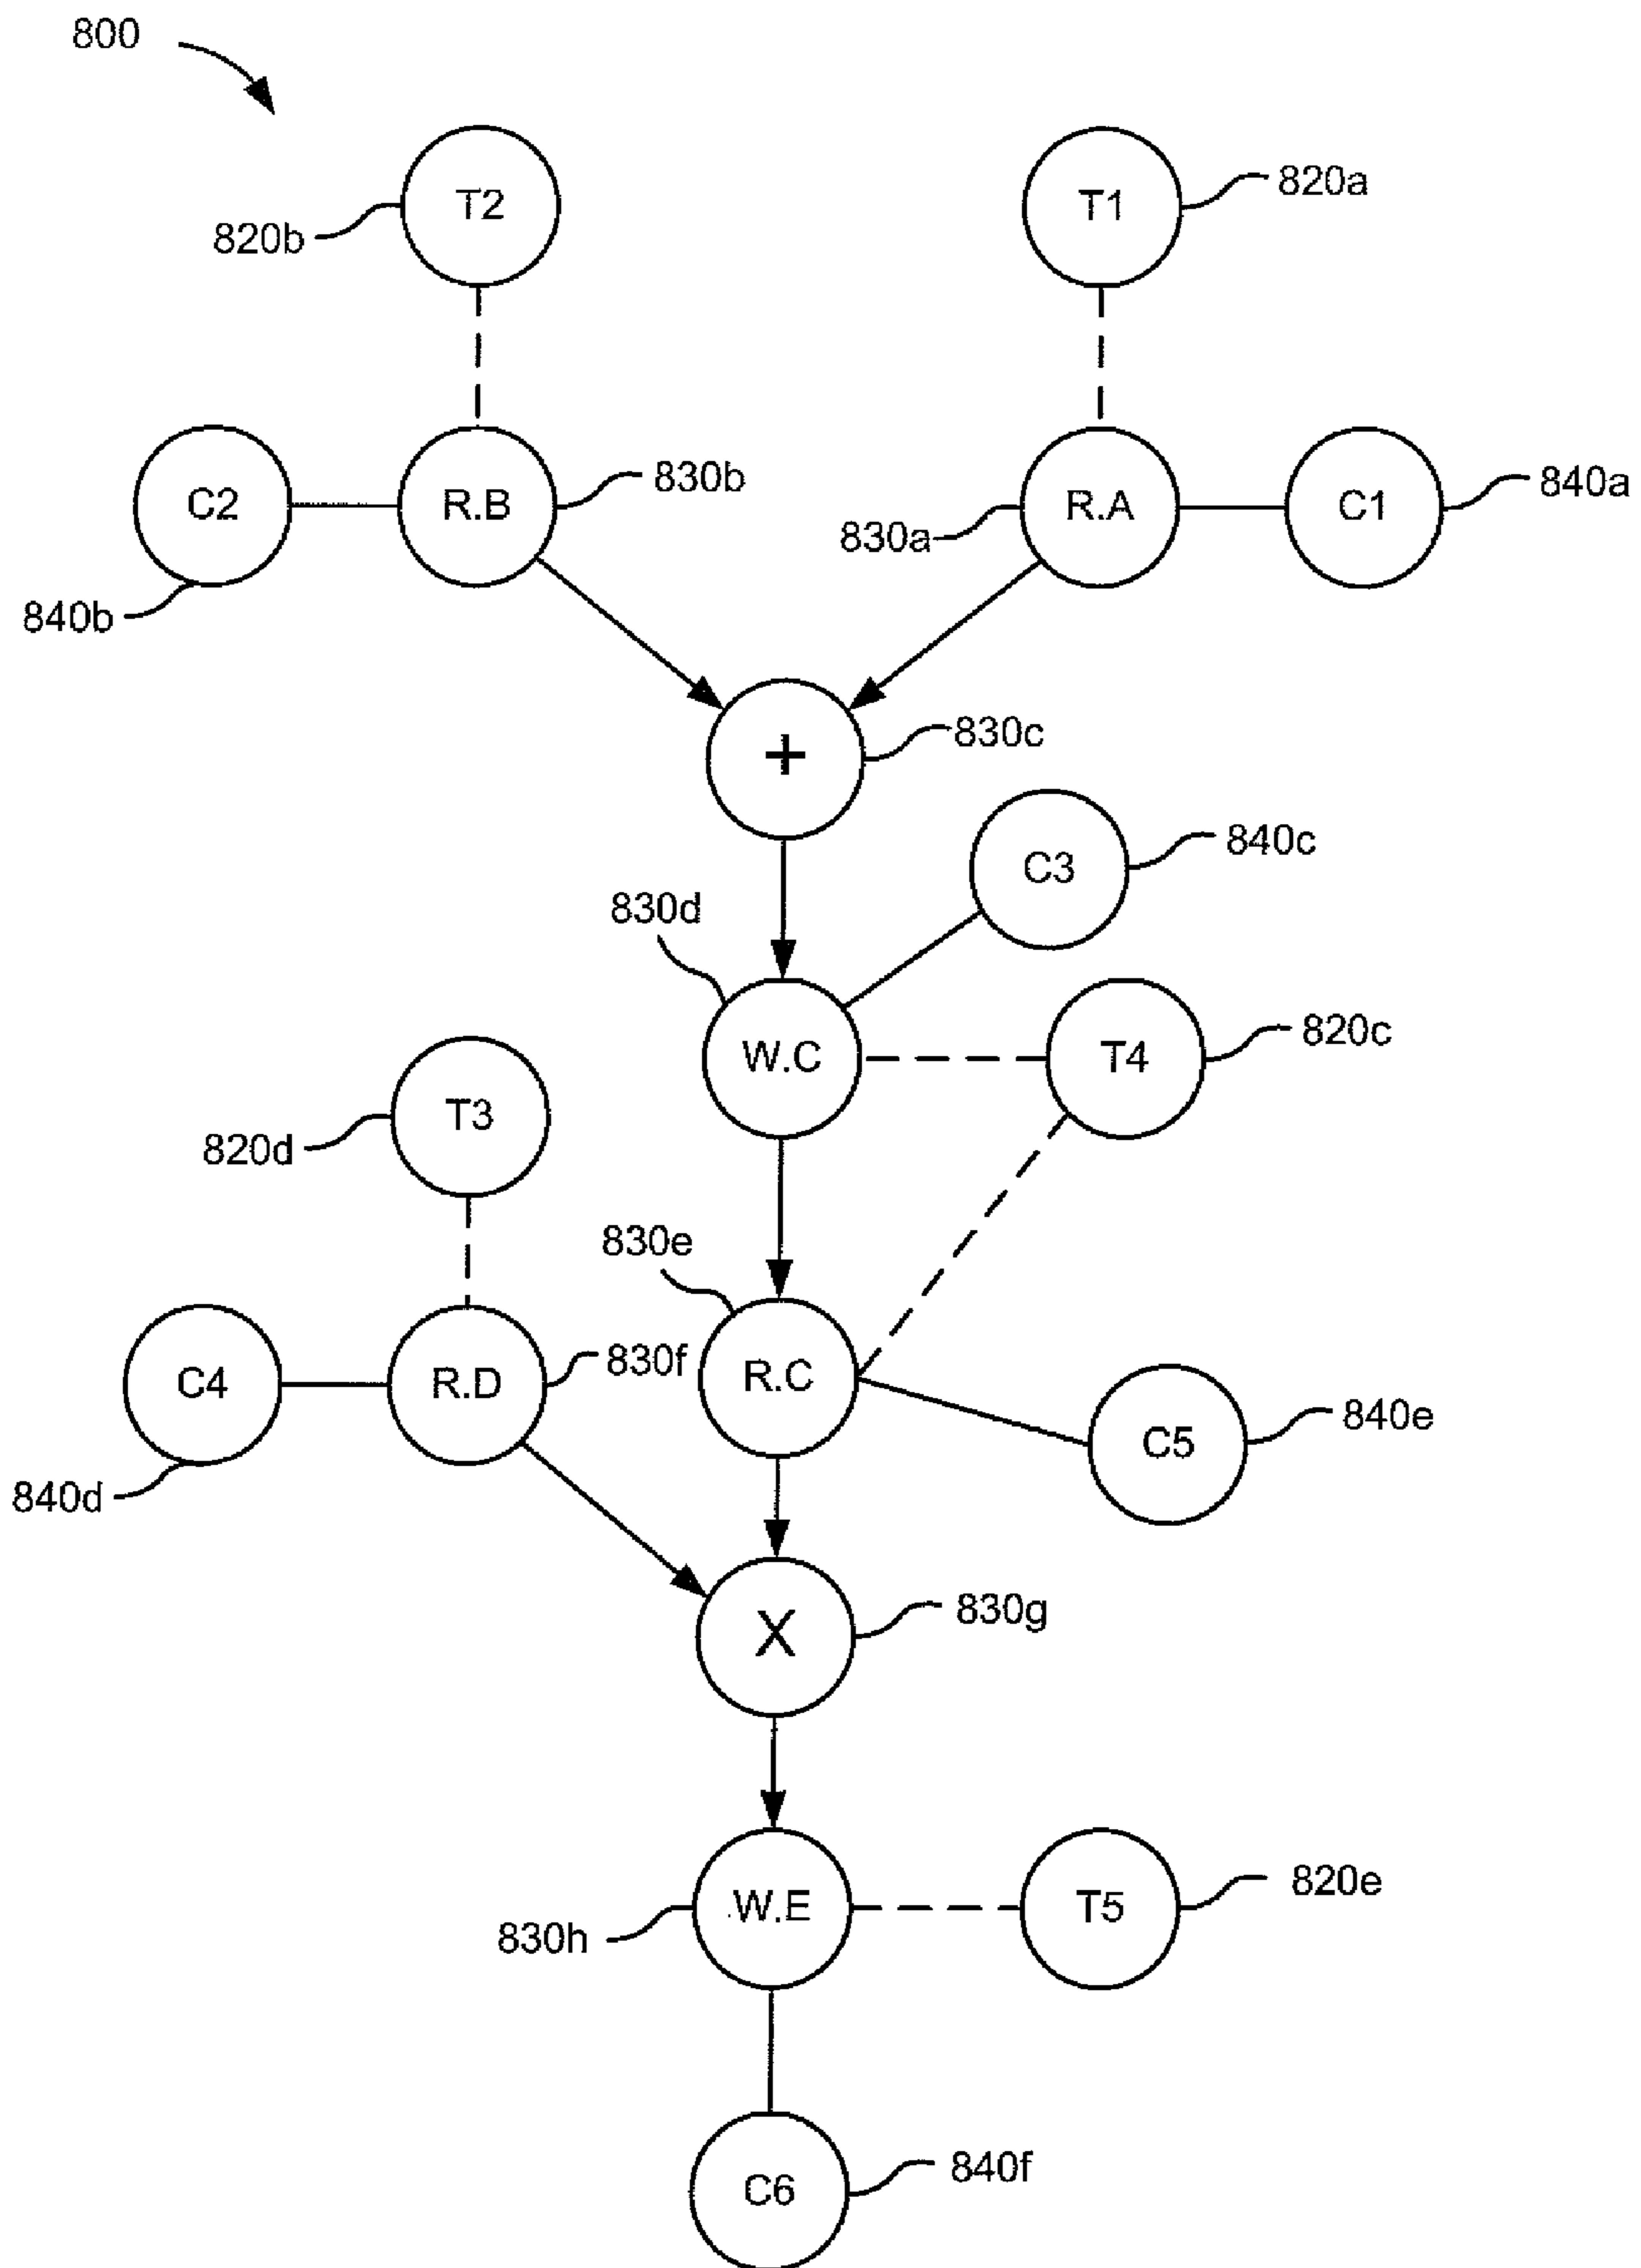 800
T2
T1
820a
820b
C2
R.B
830b
830a
R.A
C1
840a
840b
+
830c
C3
840c
830d
W.C
T4
820c
T3
820d
830e
C4
R.D
830f
R.C
C5
840e
840d
X
830g
W.E
T5
820e
830h
C6
840f